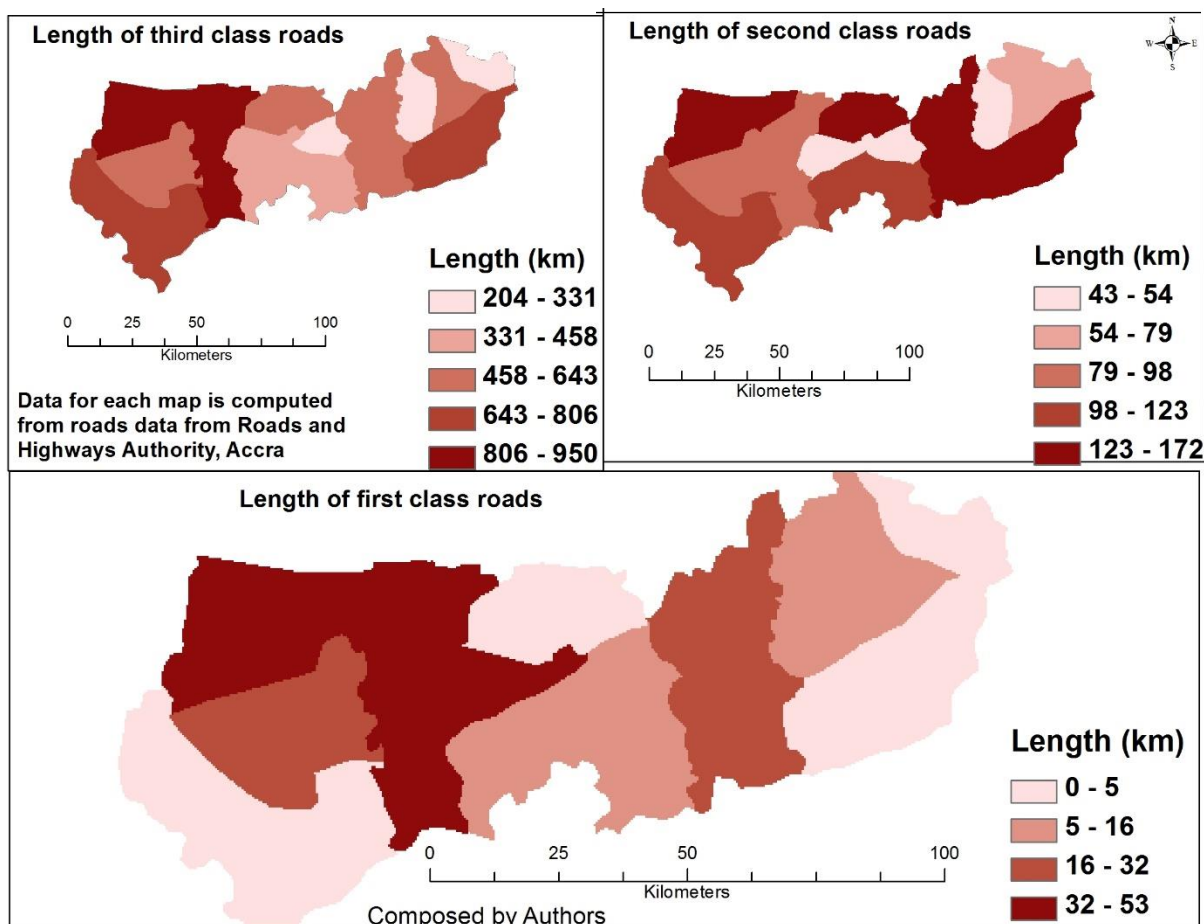 Length of third class roads
Length (km)
204 - 331
331 - 458
458 - 643
643 - 806
806 - 950
0 25 50 100
Kilometers
Data for each map is computed
from roads data from Roads and
Highways Authority, Accra
Length of second class roads
N
W E
S
Length (km)
43 - 54
54 - 79
79 - 98
98 - 123
123 - 172
0 25 50 100
Kilometers
Length of first class roads
Length (km)
0 - 5
5 - 16
16 - 32
32 - 53
0 50 100
Kilometers
Composed by Authors